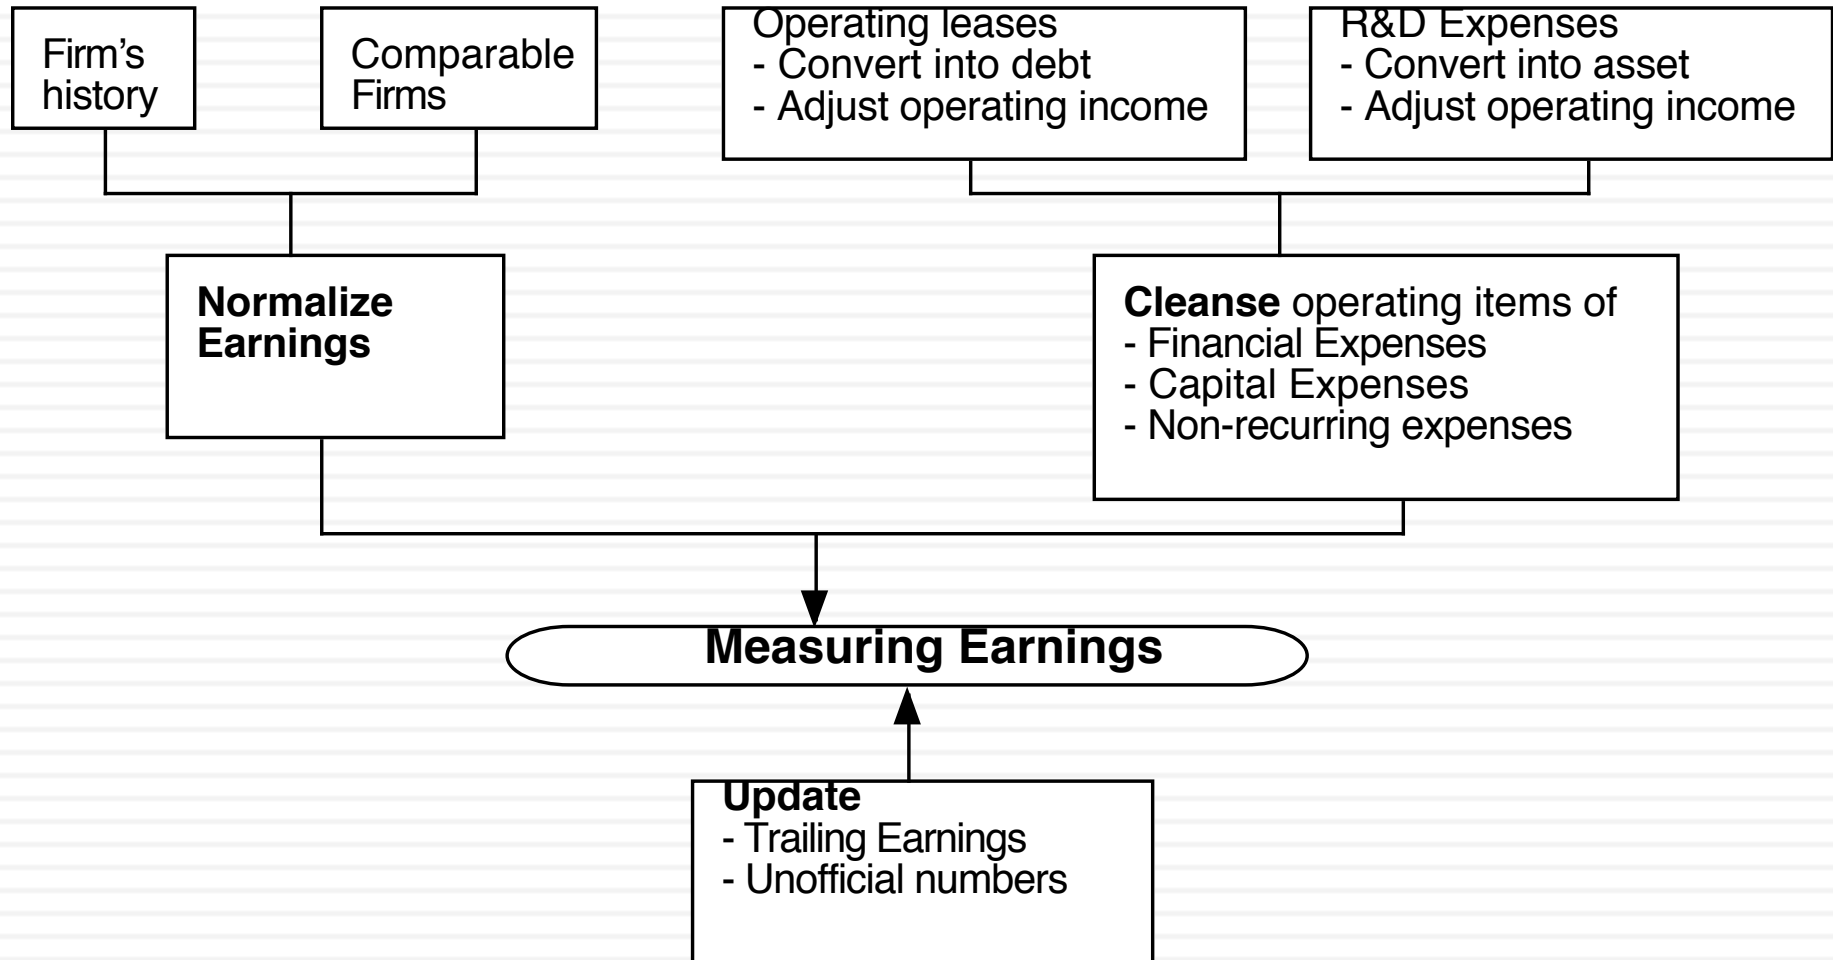 Firm's
history
Comparable
Firms
Operating leases
- Convert into debt
- Adjust operating income
R&D Expenses
- Convert into asset
- Adjust operating income
Normalize
Earnings
Cleanse operating items of
- Financial Expenses
- Capital Expenses
- Non-recurring expenses
Measuring Earnings
Update
- Trailing Earnings
- Unofficial numbers